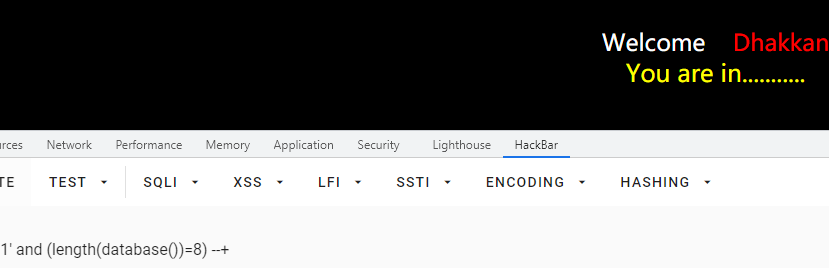 Welcome Dhakkan
You are in...........
rces Network Performance Memory Application Security Lighthouse HackBar
TE TEST SQLI XSS LFI SSTI ENCODING HASHING
1' and (length(database())=8) --+